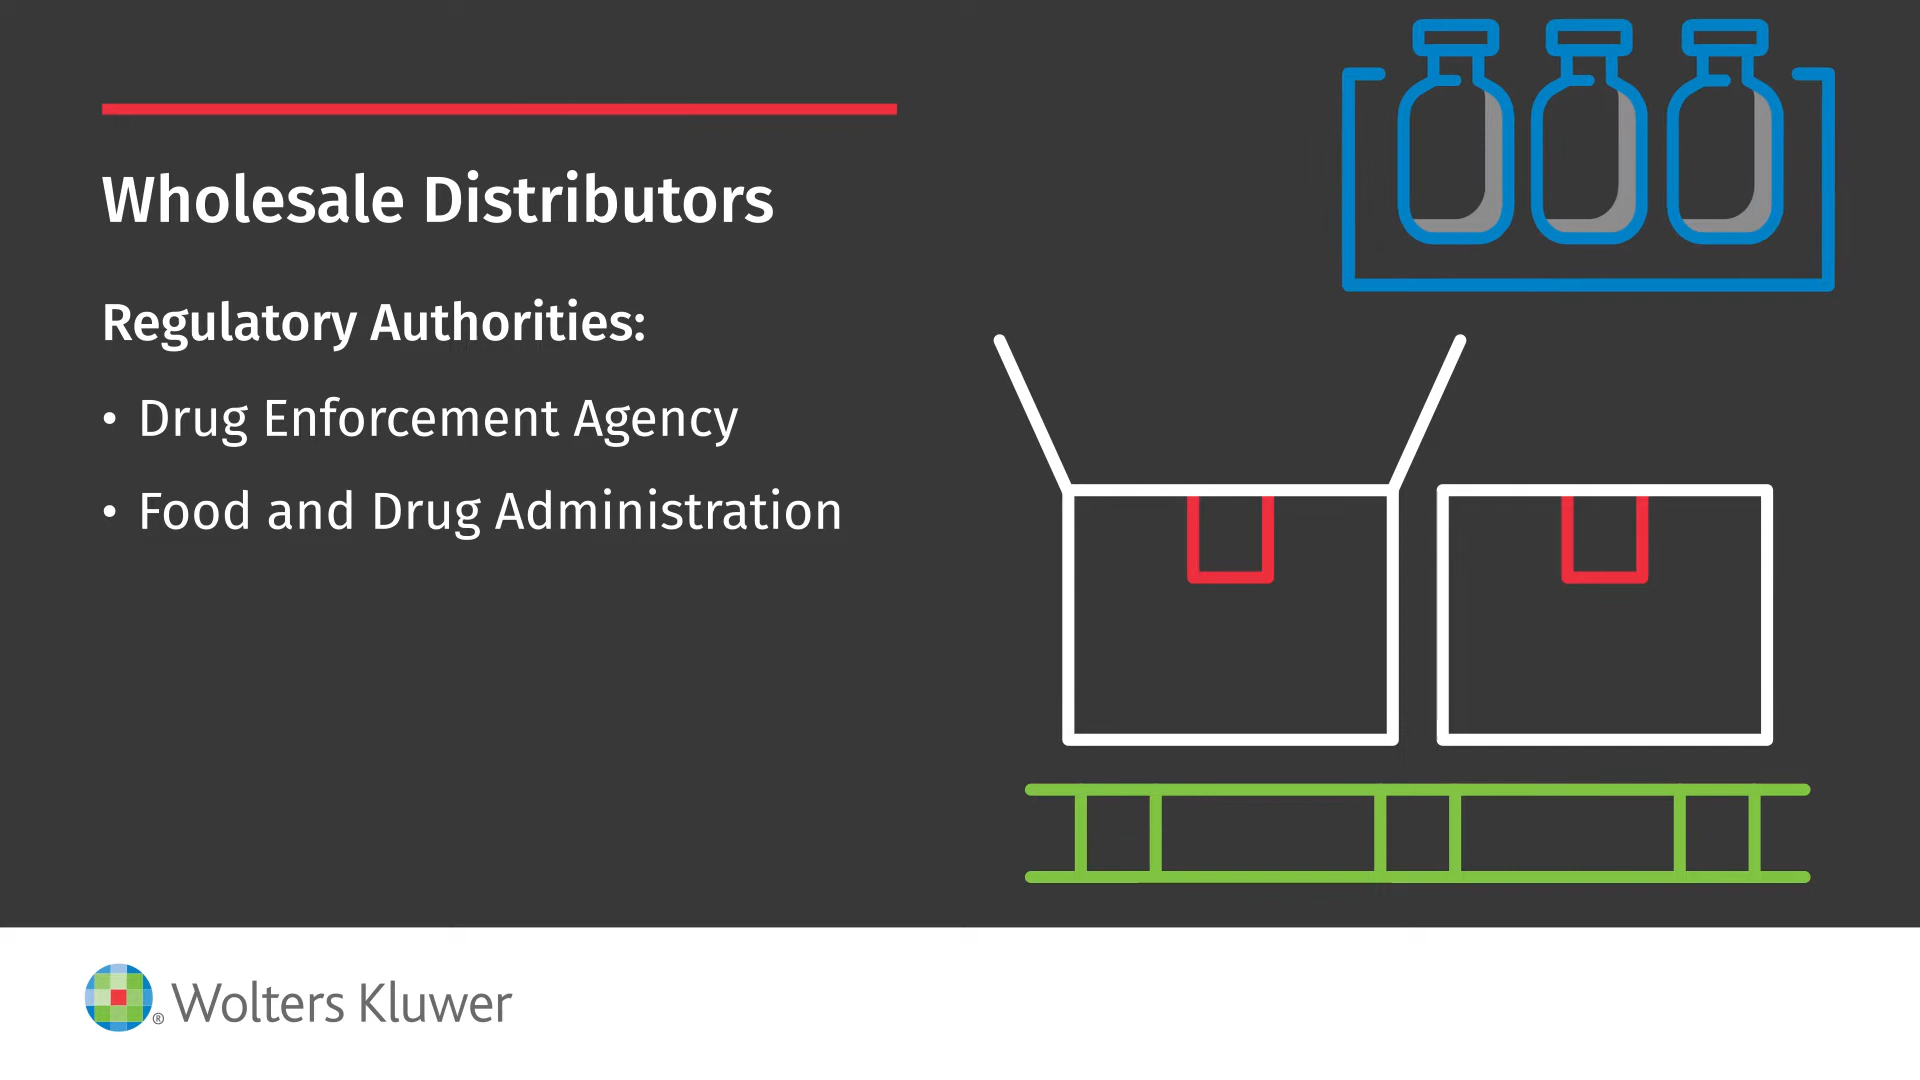 Wholesale Distributors
Regulatory Authorities:
• Drug Enforcement Agency
• Food and Drug Administration
® Wolters Kluwer